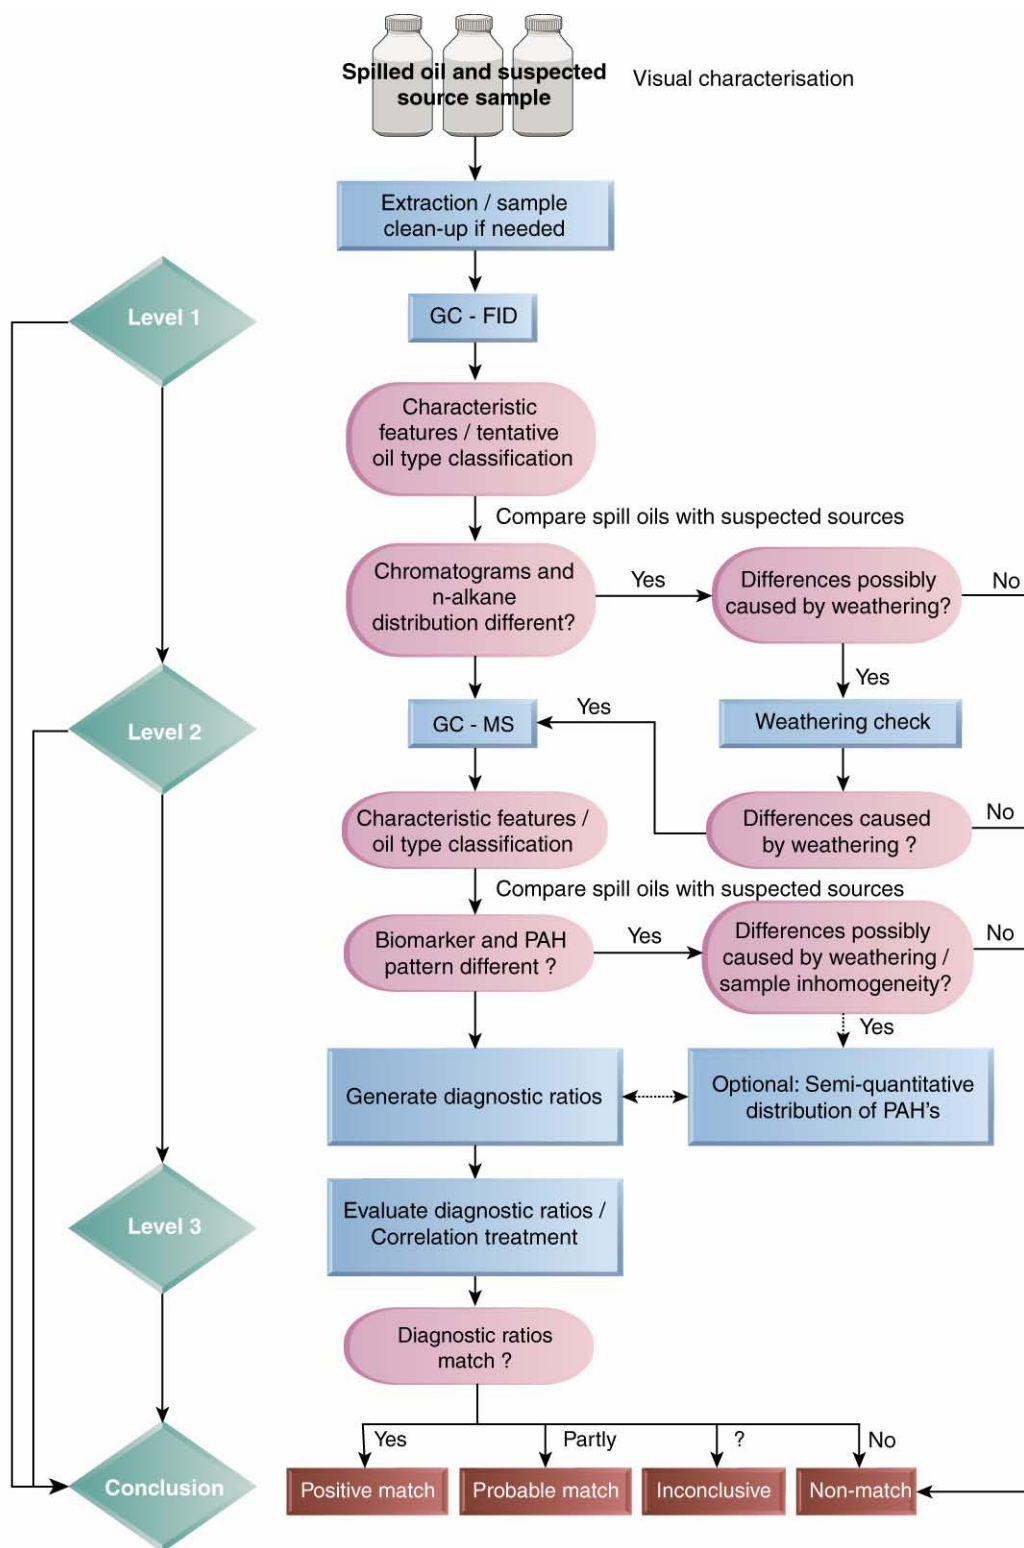 Spilled oil and suspected
source sample
Visual characterisation
Extraction / sample
clean-up if needed
Level 1
GC - FID
Characteristic
features / tentative
oil type classification
Compare spill oils with suspected sources
Chromatograms and
n-alkane
distribution different?
Yes
Differences possibly
caused by weathering?
No
Yes
Level 2
GC - MS
Yes
Weathering check
Characteristic features /
oil type classification
Differences caused
by weathering ?
No
Compare spill oils with suspected sources
Biomarker and PAH
pattern different ?
Yes
Differences possibly
caused by weathering /
sample inhomogeneity?
No
Yes
Generate diagnostic ratios
Optional: Semi-quantitative
distribution of PAH's
Level 3
Evaluate diagnostic ratios /
Correlation treatment
Diagnostic ratios
match ?
Yes
Partly
?
No
Conclusion
Positive match
Probable match
Inconclusive
Non-match